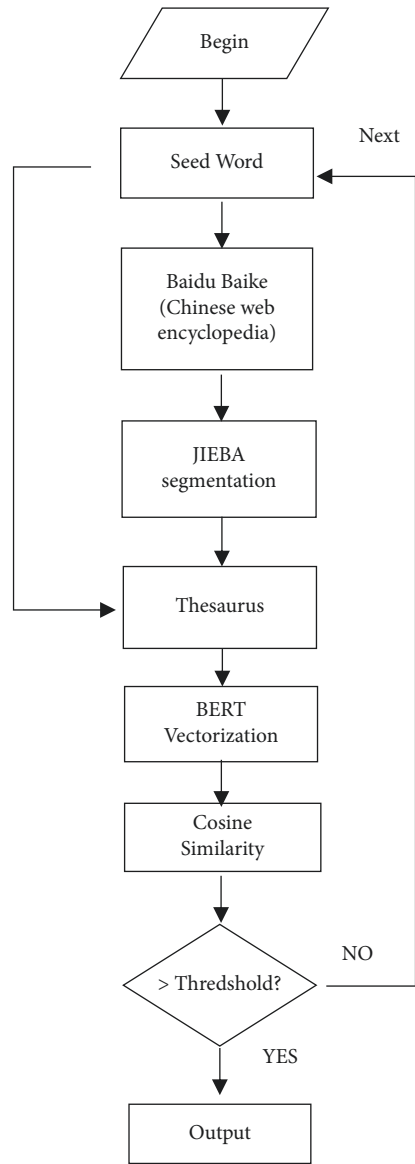 Begin
Next
Seed Word
Baidu Baike
(Chinese web
encyclopedia)
JIEBA
segmentation
Thesaurus
BERT
Vectorization
Cosine
Similarity
> Thredshold?
NO
YES
Output